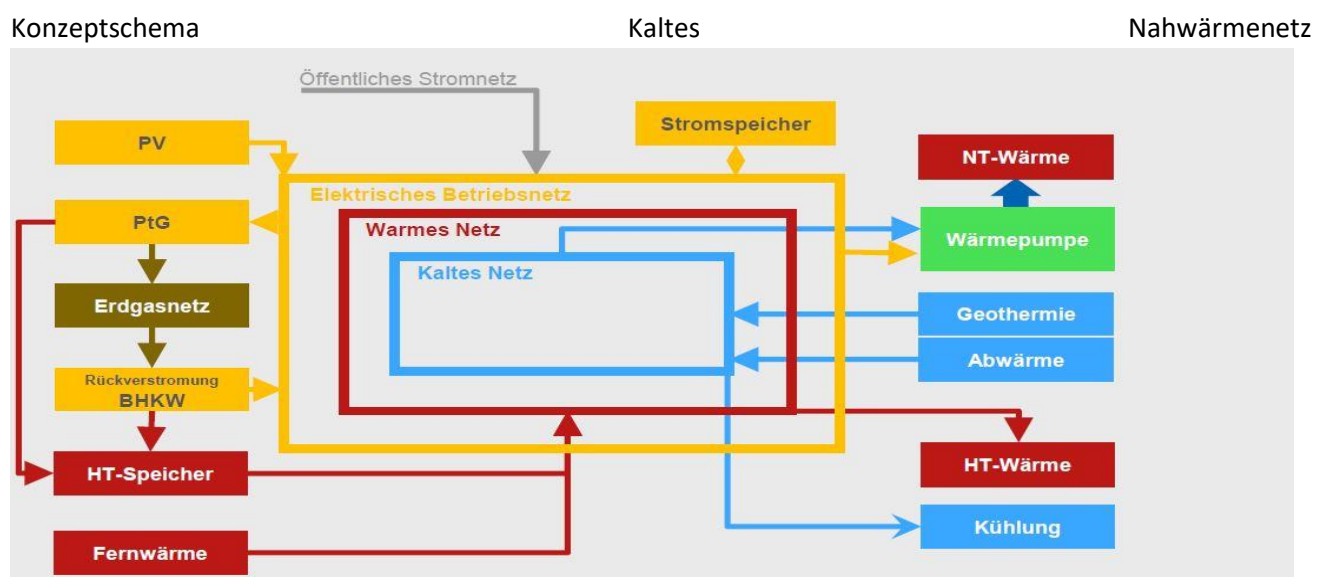 Konzeptschema Kaltes Nahwärmenetz
Öffentliches Stromnetz
Stromspeicher
PV
NT-Wärme
Elektrisches Betriebsnetz
PtG
Warmes Netz
Wärmepumpe
Kaltes Netz
Erdgasnetz
Geothermie
Abwärme
Rückverstromung
BHKW
HT-Speicher
HT-Wärme
Kühlung
Fernwärme